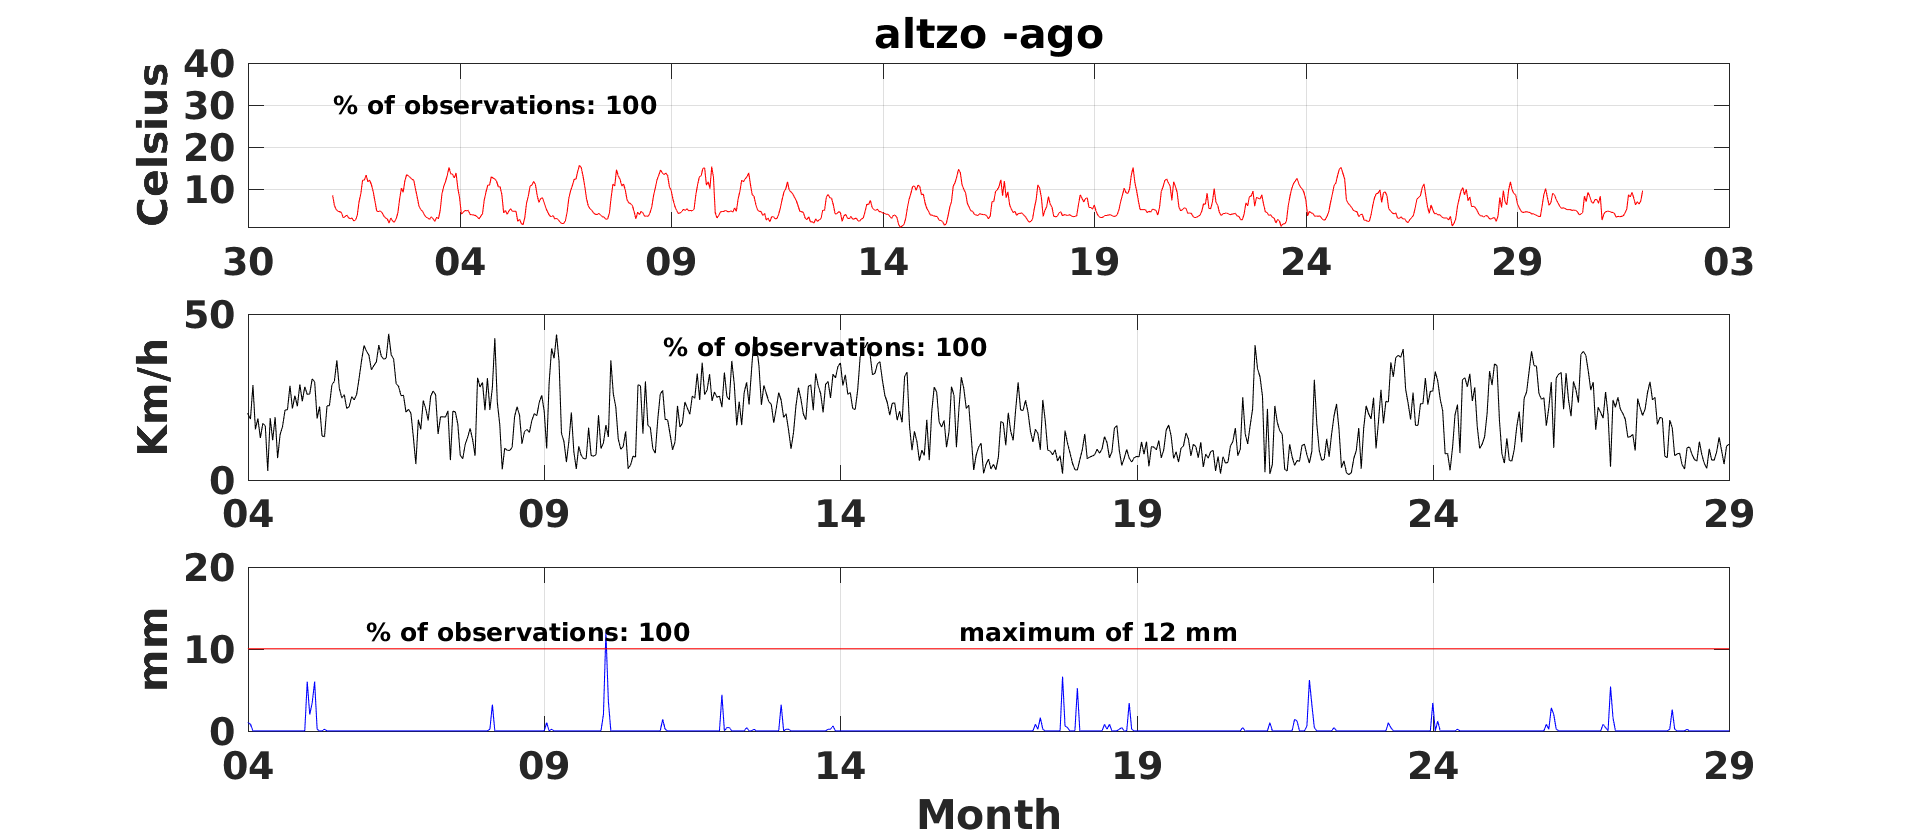 altzo -ago
Celsius
40
30
20
10
% of observations: 100
30 04 09 14 19 24 29 03
Km/h
50
0
% of observations: 100
04 09 14 19 24 29
mm
20
10
0
% of observations: 100 maximum of 12 mm
04 09 14 19 24 29
Month